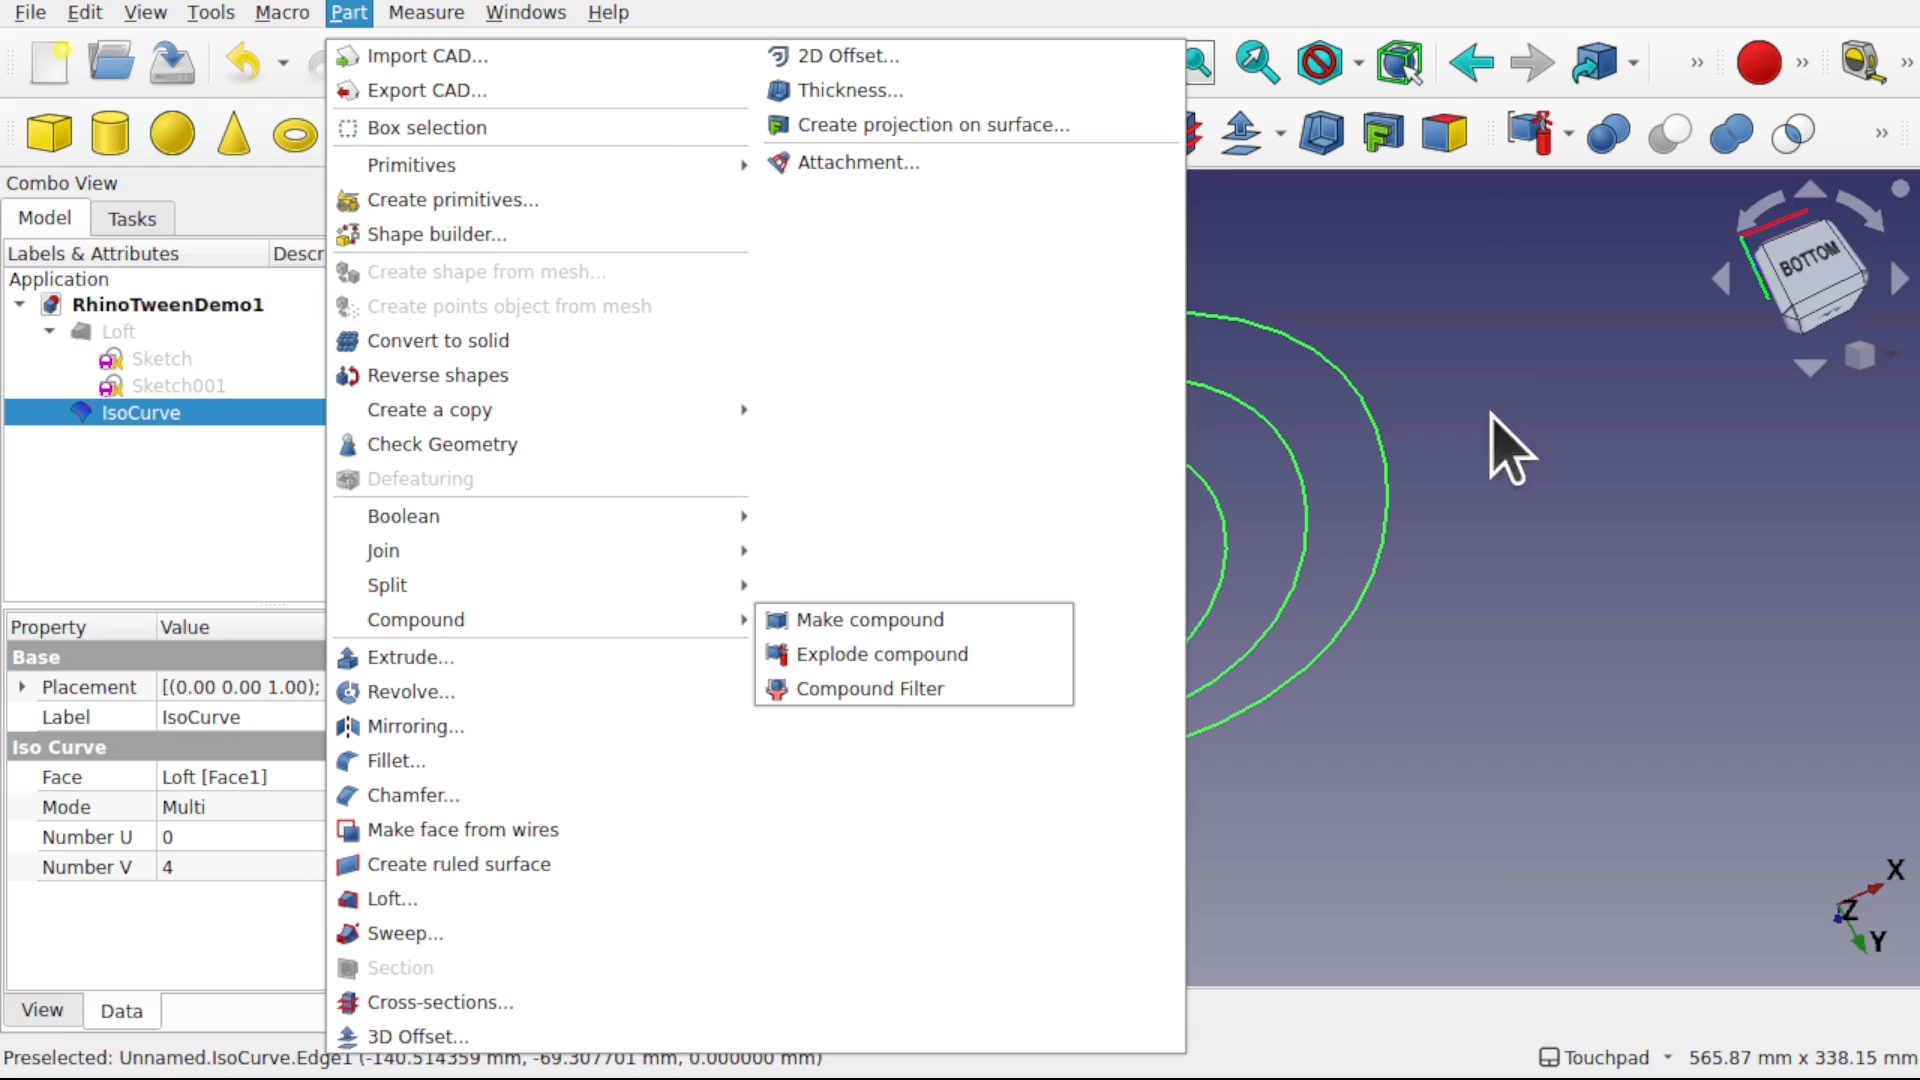 File Edit View Tools Macro Part Measure Windows Help
Import CAD...
Export CAD...
Box selection
Primitives
Create primitives...
Shape builder...
Create shape from mesh...
Create points object from mesh
Convert to solid
Reverse shapes
Create a copy
Check Geometry
Defeaturing
Boolean
Join
Split
Compound
Extrude...
Revolve...
Mirroring...
Fillet...
Chamfer...
Make face from wires
Create ruled surface
Loft...
Sweep...
Section
Cross-sections...
3D Offset...
2D Offset...
Thickness...
Create projection on surface...
Attachment...
Make compound
Explode compound
Compound Filter
Combo View
Model Tasks
Labels & Attributes Descr
Application
RhinoTweenDemo1
Loft
Sketch
Sketch001
IsoCurve
Property Value
Base
Placement [(0.00 0.00 1.00);
Label IsoCurve
Iso Curve
Face Loft [Face1]
Mode Multi
Number U 0
Number V 4
View Data
BOTTOM
X
Z
Y
Preselected: Unnamed.IsoCurve.Edge1 (-140.514359 mm, -69.307701 mm, 0.000000 mm)
Touchpad 565.87 mm x 338.15 mm